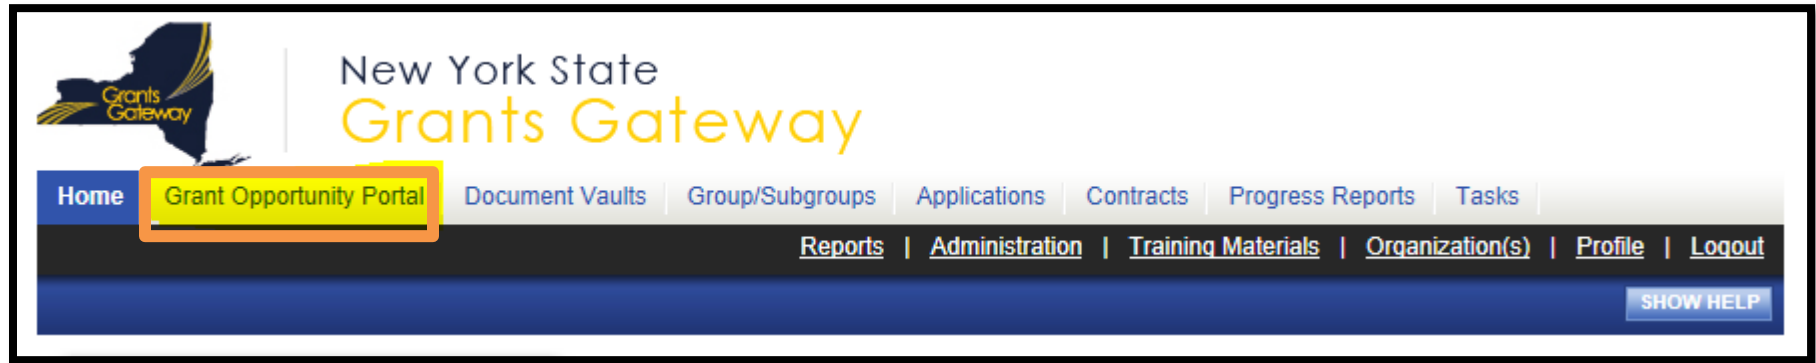 Grants
Gateway
New York State
Grants Gateway
Home Grant Opportunity Portal Document Vaults Group/Subgroups Applications Contracts Progress Reports Tasks
Reports | Administration | Training Materials | Organization(s) | Profile | Logout
SHOW HELP